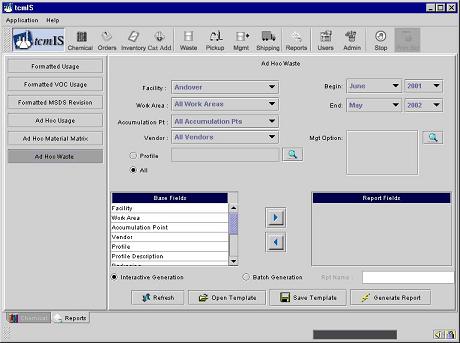 tcmIS
Application Help
tcmIS Chemical Orders Inventory Cat Add Waste Pickup Mgmt Shipping Reports Users Admin Stop
Formatted Usage
Formatted VOC Usage
Formatted MSDS Revision
Ad Hoc Usage
Ad Hoc Material Matrix
Ad Hoc Waste
Ad Hoc Waste
Facility : Andover Begin: June 2001
Work Area : All Work Areas End: May 2002
Accumulation Pt : All Accumulation Pts
Vendor : All Vendors Mgt Option:
Profile
All
Base Fields Report Fields
Facility
Work Area
Accumulation Point
Vendor
Profile
Profile Description
Packaging
Interactive Generation Batch Generation Rpt Name :
Refresh Open Template Save Template Generate Report
Chemical Reports